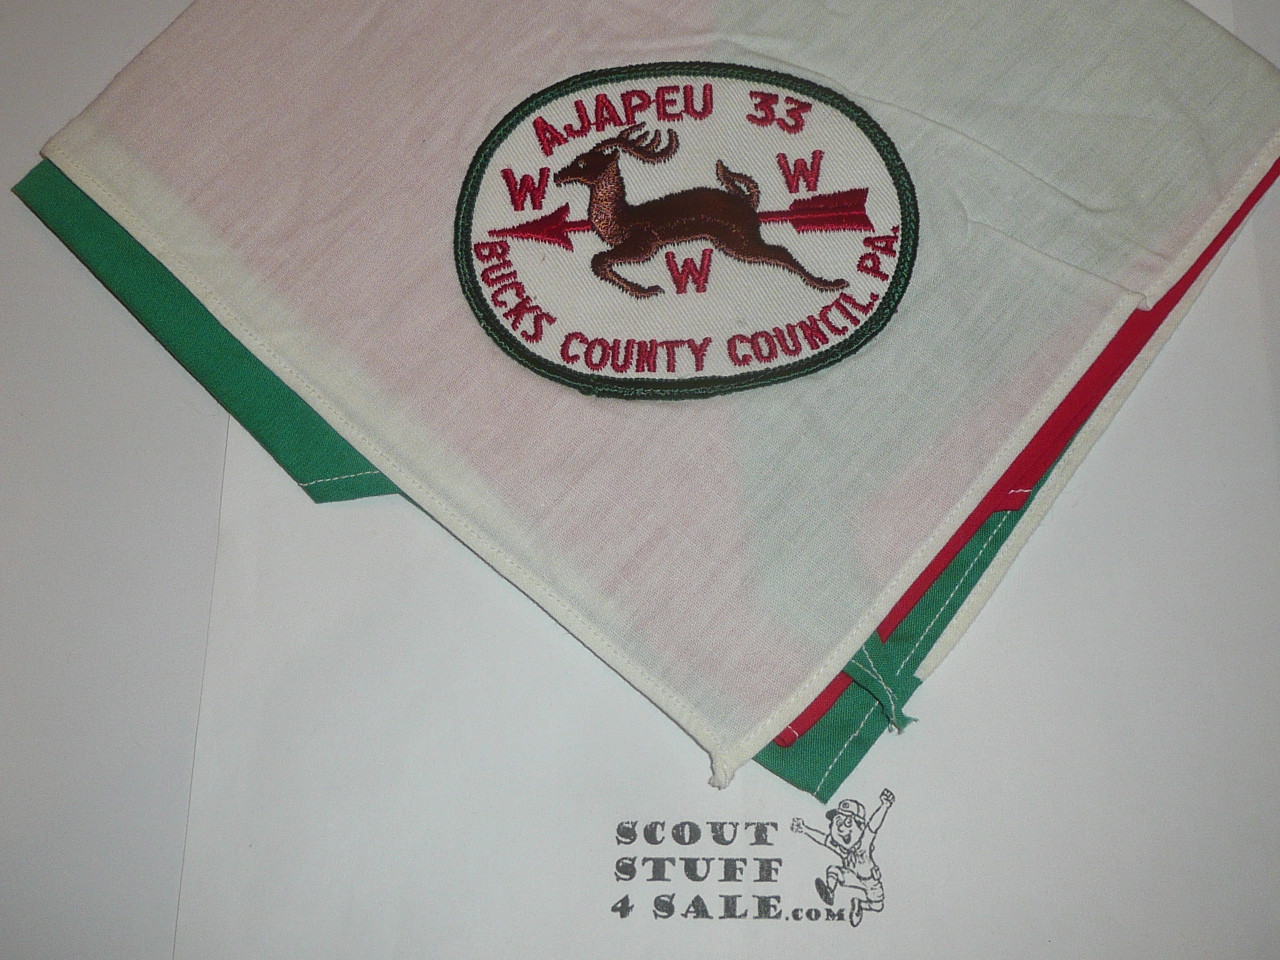 AJAPEU 33
W W
W
BUCKS COUNTY COUNCIL, PA.
SCOUT
STUFF
4 SALE.COM